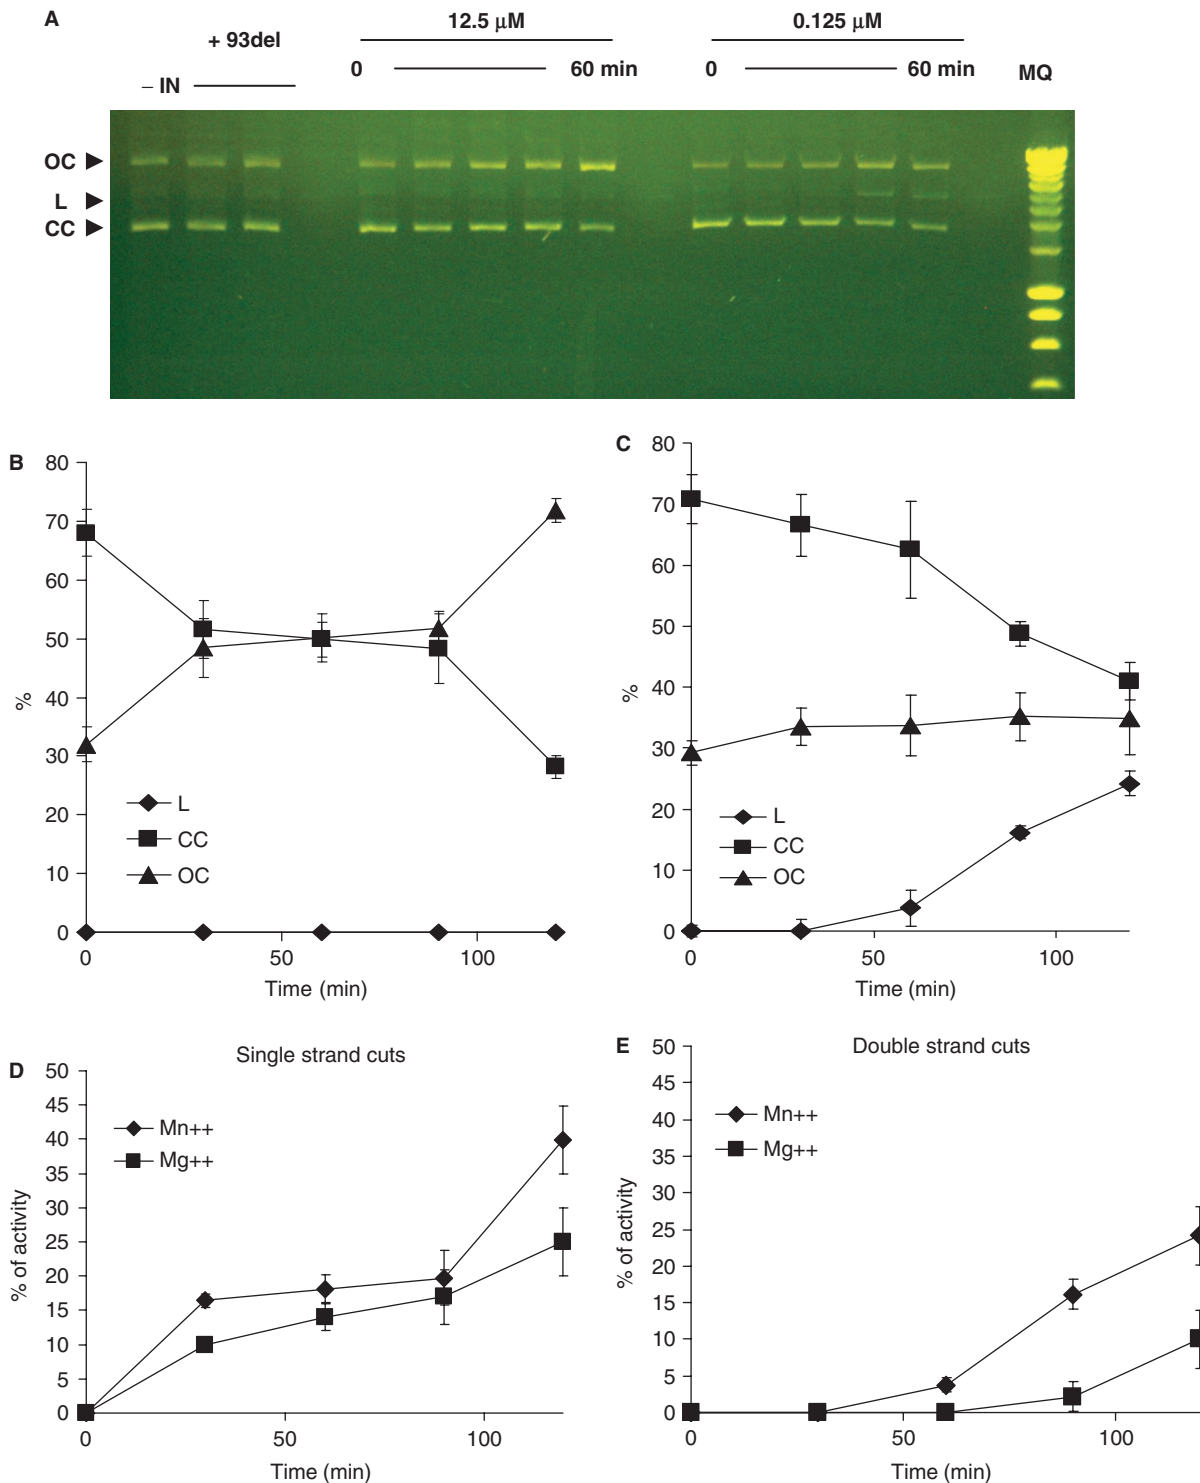 A
12.5 μM
0.125 μM
+ 93del
0
60 min
0
60 min
MQ
– IN
OC
L
CC
B
80
70
60
50
40
30
20
10
0
%
L
CC
OC
0
50
100
Time (min)
C
80
70
60
50
40
30
20
10
0
%
L
CC
OC
0
50
100
Time (min)
D
Single strand cuts
50
45
40
35
30
25
20
15
10
5
0
% of activity
Mn++
Mg++
0
50
100
Time (min)
E
Double strand cuts
50
45
40
35
30
25
20
15
10
5
0
% of activity
Mn++
Mg++
0
50
100
Time (min)